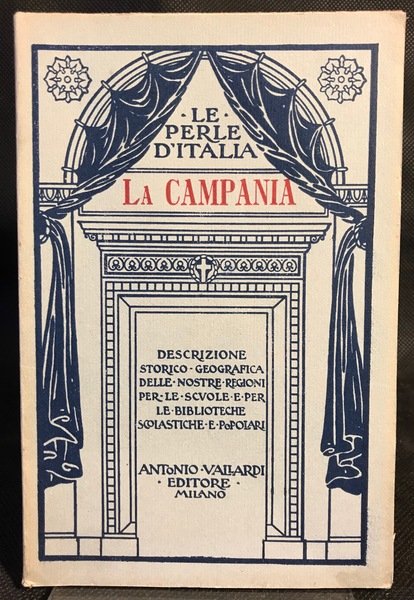 ·LE·
PERLE
D'ITALIA
LA CAMPANIA
DESCRIZIONE
STORICO·GEOGRAFICA
DELLE·NOSTRE·REGIONI
PER·LE·SCVOLE·E·PER
LE·BIBLIOTECHE
SCOLASTICHE·E·POPOLARI
ANTONIO·VALLARDI
·EDITORE·
MILANO